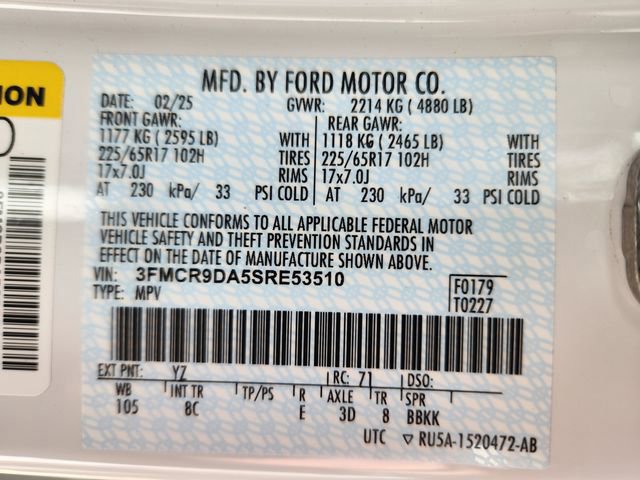 MFD. BY FORD MOTOR CO.
DATE: 02/25 GVWR: 2214 KG ( 4880 LB)
FRONT GAWR: REAR GAWR:
1177 KG ( 2595 LB) WITH 1118 KG ( 2465 LB) WITH
225/65R17 102H TIRES 225/65R17 102H TIRES
17x7.0J RIMS 17x7.0J RIMS
AT 230 kPa/ 33 PSI COLD AT 230 kPa/ 33 PSI COLD
THIS VEHICLE CONFORMS TO ALL APPLICABLE FEDERAL MOTOR
VEHICLE SAFETY AND THEFT PREVENTION STANDARDS IN
EFFECT ON THE DATE OF MANUFACTURE SHOWN ABOVE.
VIN: 3FMCR9DA5SRE53510 F0179
TYPE: MPV T0227
EXT PNT: YZ RC: 71 DSO:
WB INT TR TP/PS R AXLE TR SPR
105 8C E 3D 8 BBKK
UTC ▽ RU5A-1520472-AB